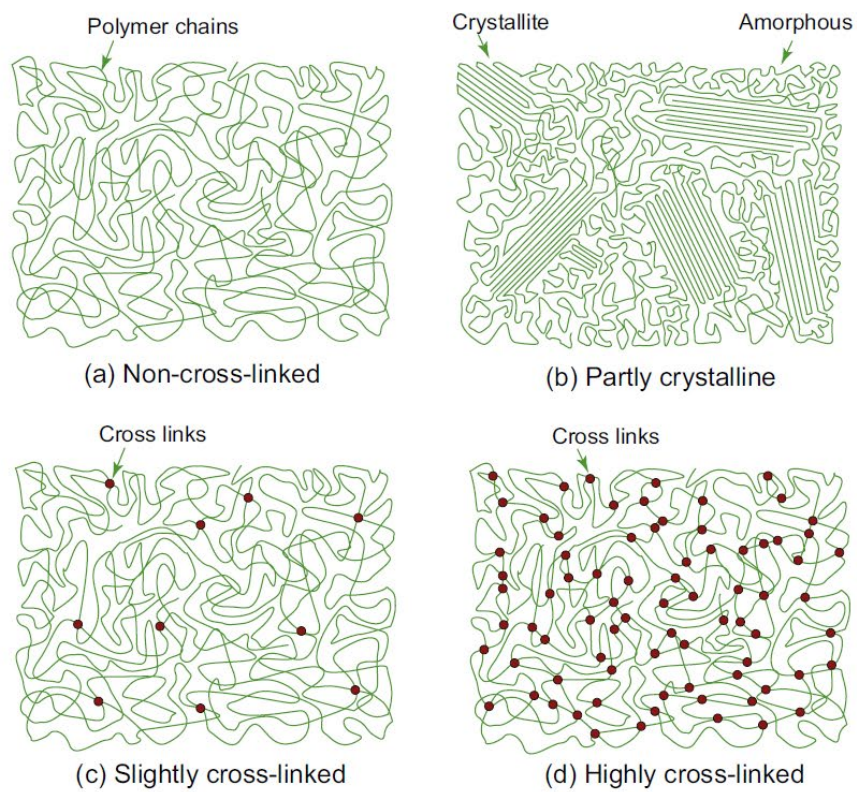 Polymer chains
Crystallite
Amorphous
(a) Non-cross-linked
(b) Partly crystalline
Cross links
Cross links
(c) Slightly cross-linked
(d) Highly cross-linked